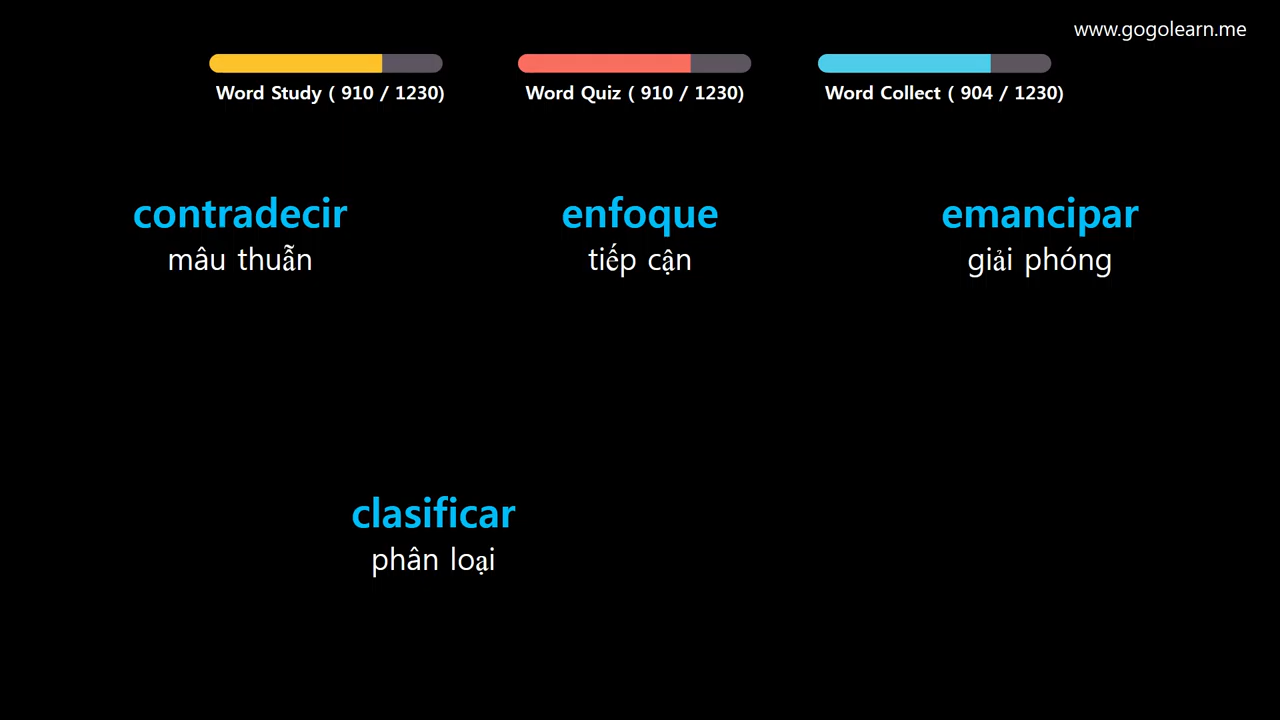 www.gogolearn.me
Word Study ( 910 / 1230)
Word Quiz ( 910 / 1230)
Word Collect ( 904 / 1230)
contradecir
mâu thuẫn
enfoque
tiếp cận
emancipar
giải phóng
clasificar
phân loại